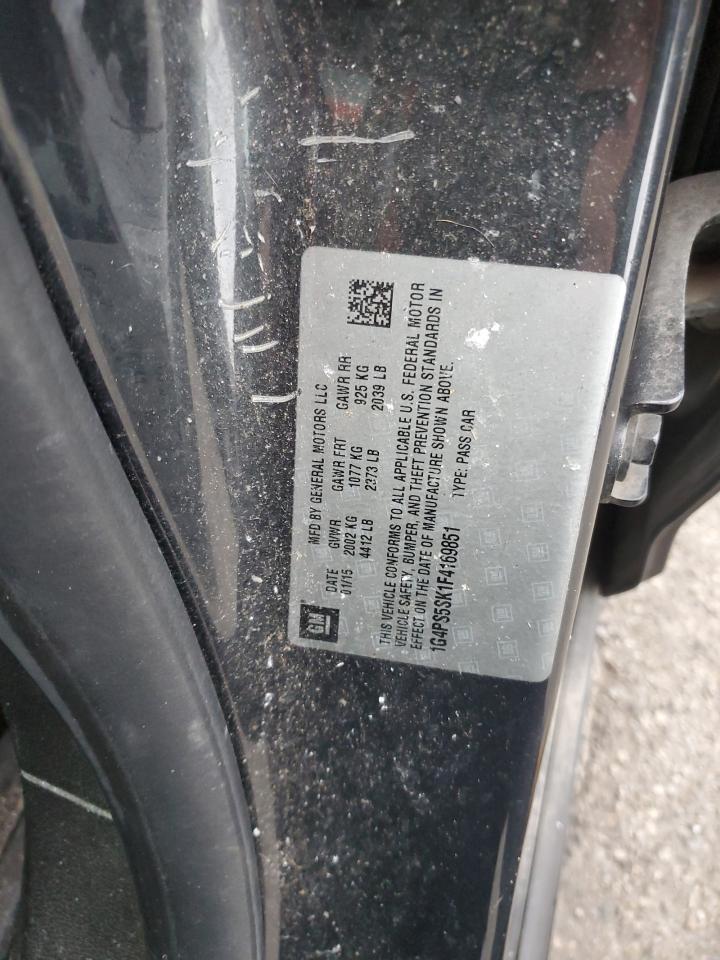 GM
MFD BY GENERAL MOTORS LLC
DATE GVWR GAWR FRT GAWR RR
01/15 2002 KG 1077 KG 925 KG
4412 LB 2373 LB 2039 LB
THIS VEHICLE CONFORMS TO ALL APPLICABLE U.S. FEDERAL MOTOR
VEHICLE SAFETY, BUMPER, AND THEFT PREVENTION STANDARDS IN
EFFECT ON THE DATE OF MANUFACTURE SHOWN ABOVE.
1G4PS5SK1F4169851 TYPE: PASS CAR